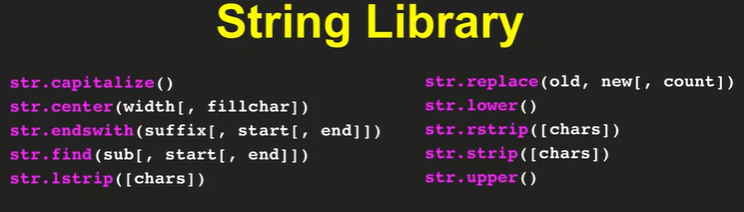 String Library
str.capitalize()
str.center(width[, fillchar])
str.endswith(suffix[, start[, end]])
str.find(sub[, start[, end]])
str.lstrip([chars])
str.replace(old, new[, count])
str.lower()
str.rstrip([chars])
str.strip([chars])
str.upper()